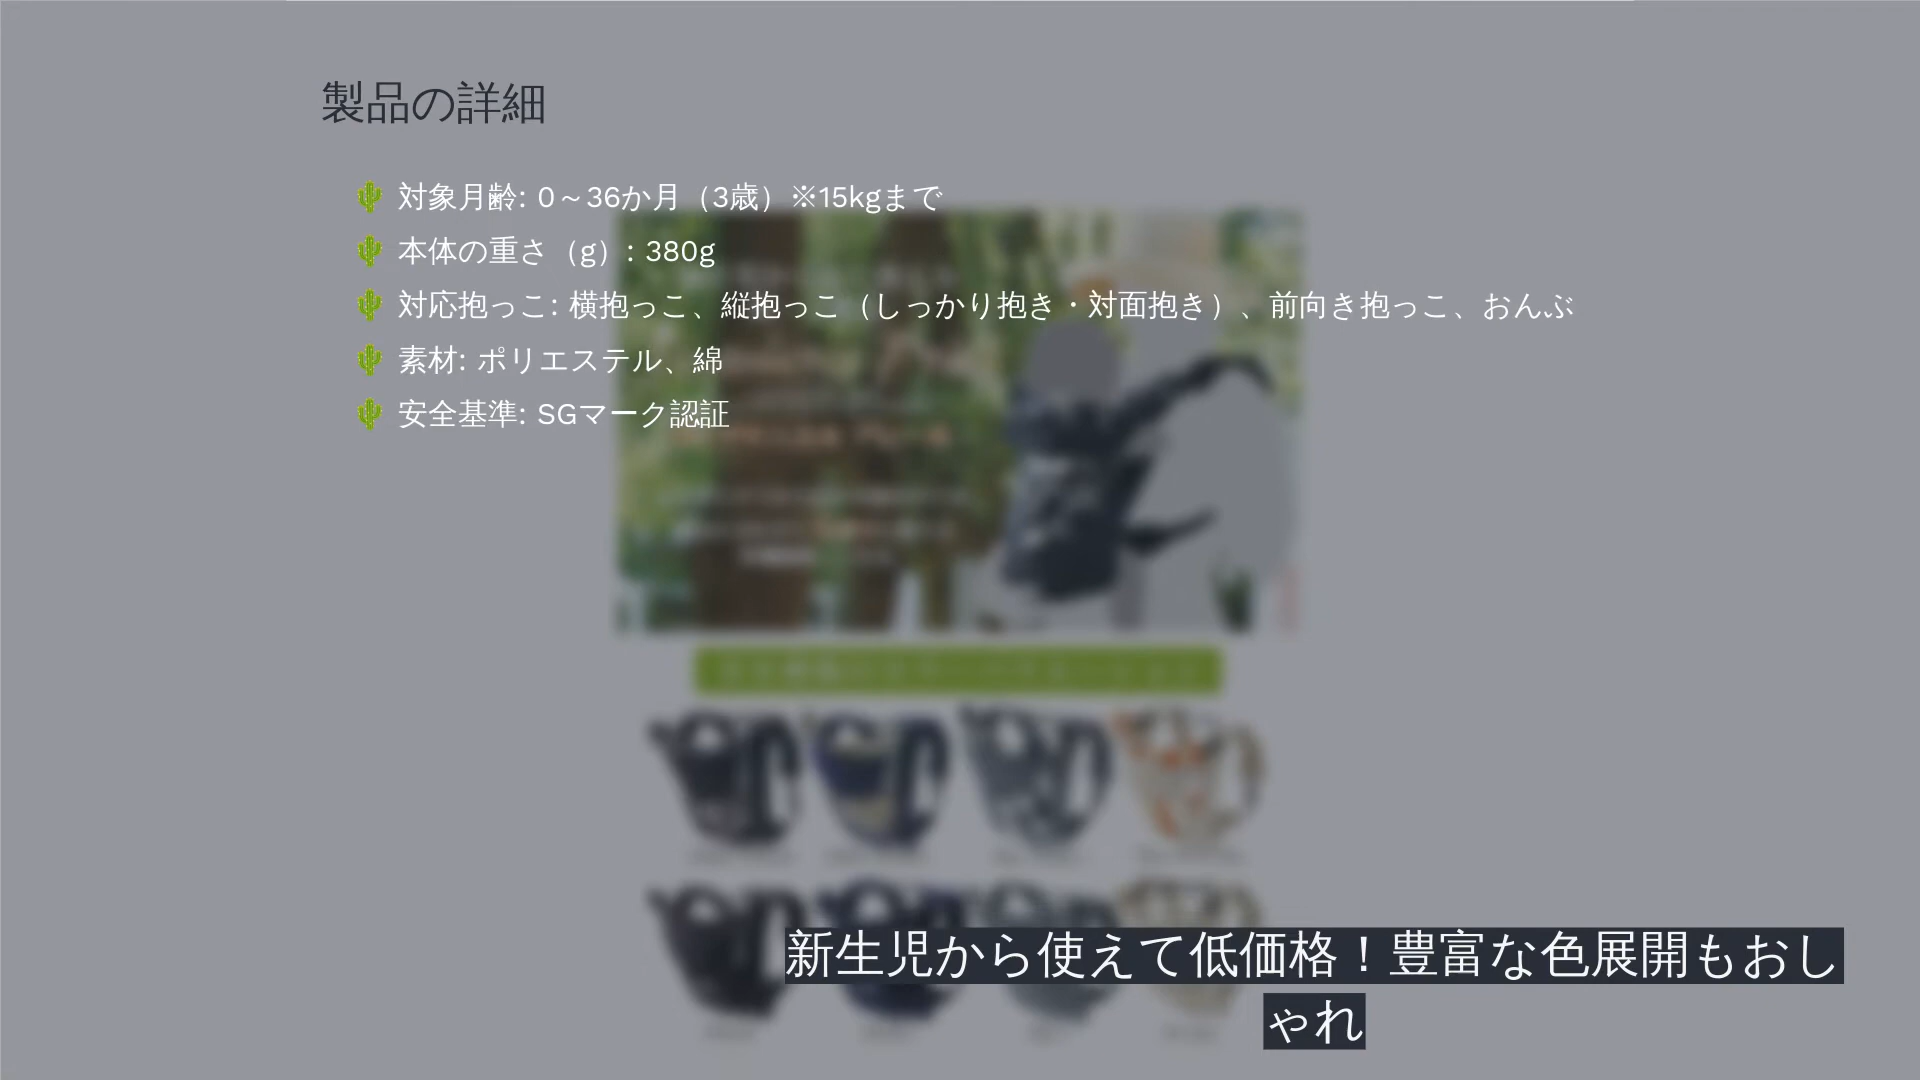 製品の詳細
対象月齢: 0～36か月（3歳）※15kgまで
本体の重さ（g）: 380g
対応抱っこ: 横抱っこ、縦抱っこ（しっかり抱き・対面抱き）、前向き抱っこ、おんぶ
素材: ポリエステル、綿
安全基準: SGマーク認証
新生児から使えて低価格！豊富な色展開もおし
ゃれ